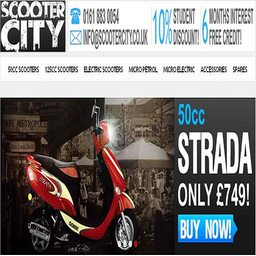 SCOOTER CITY
0161 883 0054
INFO@SCOOTERCITY.CO.UK
10% STUDENT DISCOUNT!
6 MONTHS INTEREST FREE CREDIT!
50CC SCOOTERS 125CC SCOOTERS ELECTRIC SCOOTERS MICRO PETROL MICRO ELECTRIC ACCESSORIES SPARES
50cc
STRADA
ONLY £749!
BUY NOW!